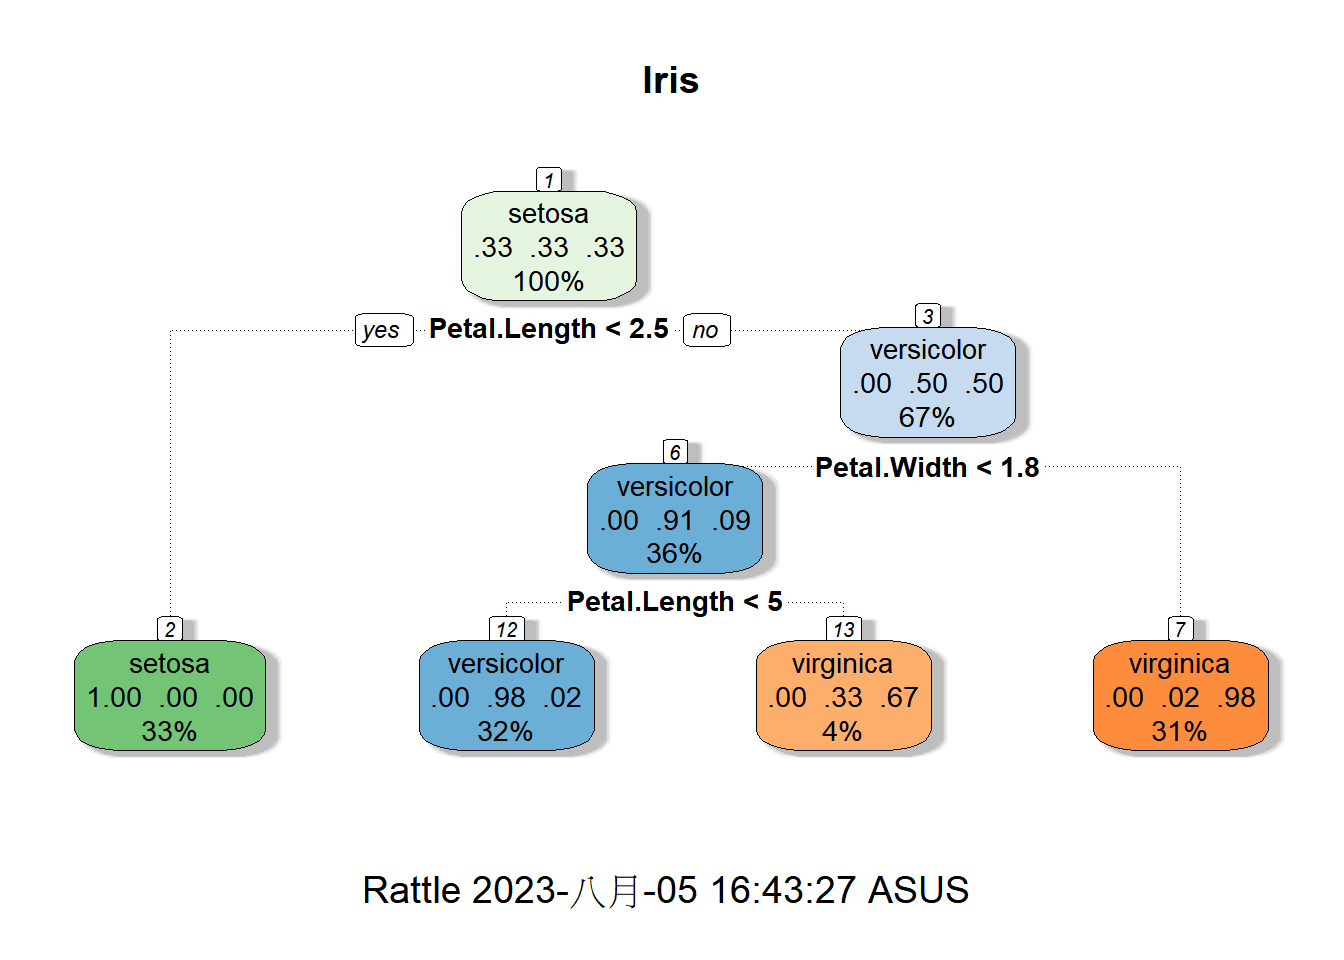 Iris
1
setosa
.33 .33 .33
100%
yes Petal.Length < 2.5 no
3
versicolor
.00 .50 .50
67%
Petal.Width < 1.8
6
versicolor
.00 .91 .09
36%
Petal.Length < 5
2
setosa
1.00 .00 .00
33%
12
versicolor
.00 .98 .02
32%
13
virginica
.00 .33 .67
4%
7
virginica
.00 .02 .98
31%
Rattle 2023-八月-05 16:43:27 ASUS